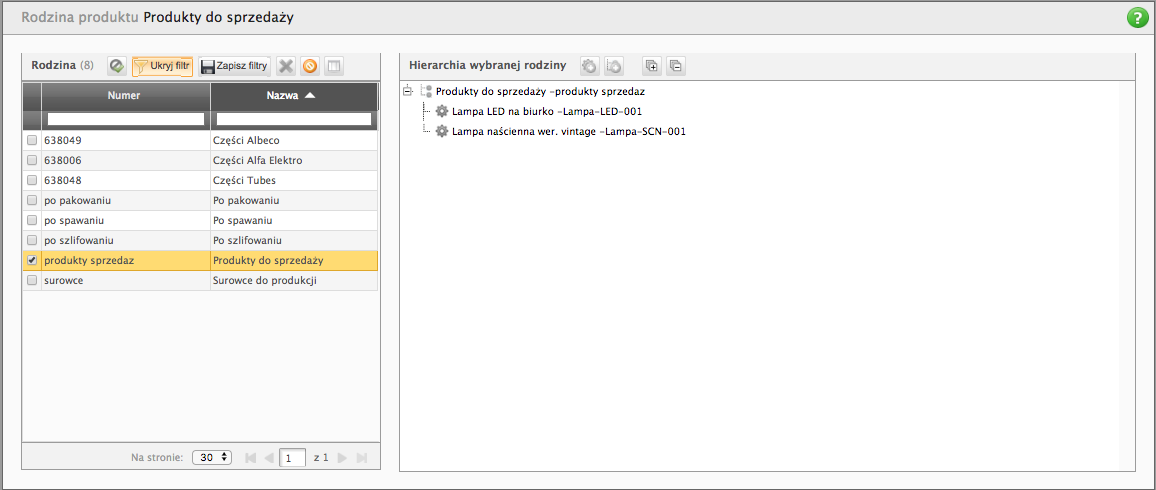 Rodzina produktu Produkty do sprzedaży
?
Rodzina (8) Ukryj filtr Zapisz filtry
Numer Nazwa
638049 Części Albeco
638006 Części Alfa Elektro
638048 Części Tubes
po pakowaniu Po pakowaniu
po spawaniu Po spawaniu
po szlifowaniu Po szlifowaniu
produkty sprzedaz Produkty do sprzedaży
surowce Surowce do produkcji
Na stronie: 30 1 z 1
Hierarchia wybranej rodziny
Produkty do sprzedaży -produkty sprzedaz
Lampa LED na biurko -Lampa-LED-001
Lampa naścienna wer. vintage -Lampa-SCN-001